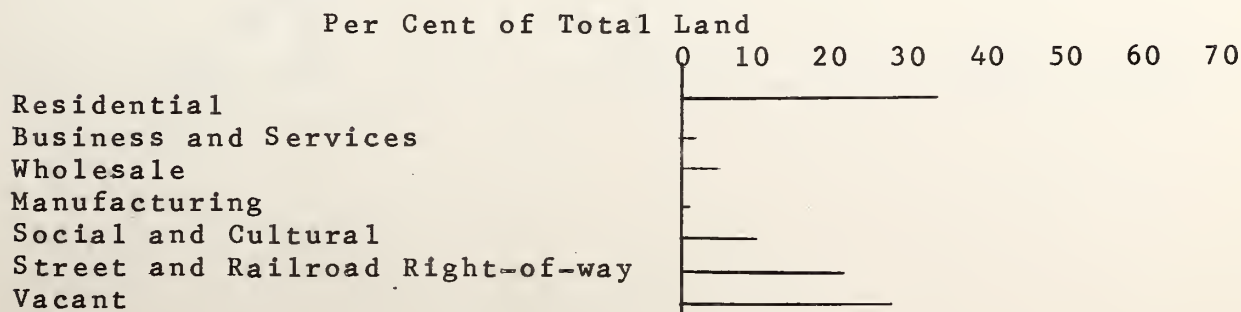 Per Cent of Total Land
0 10 20 30 40 50 60 70
Residential
Business and Services
Wholesale
Manufacturing
Social and Cultural
Street and Railroad Right-of-way
Vacant